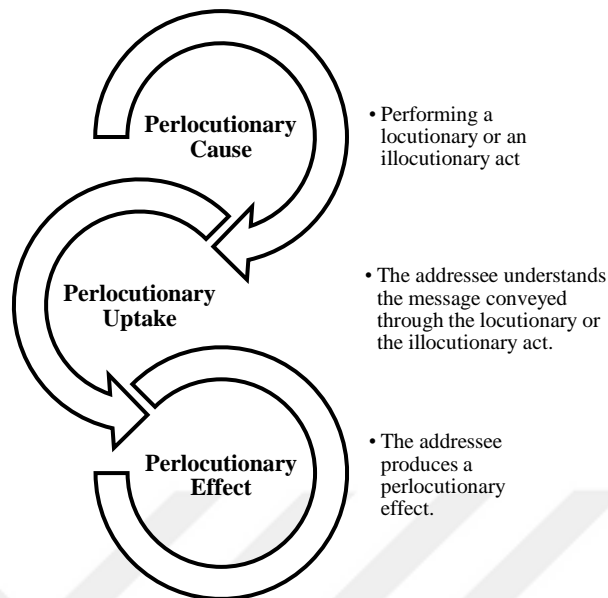 Perlocutionary
Cause
• Performing a
locutionary or an
illocutionary act
Perlocutionary
Uptake
• The addressee understands
the message conveyed
through the locutionary or
the illocutionary act.
Perlocutionary
Effect
• The addressee
produces a
perlocutionary
effect.